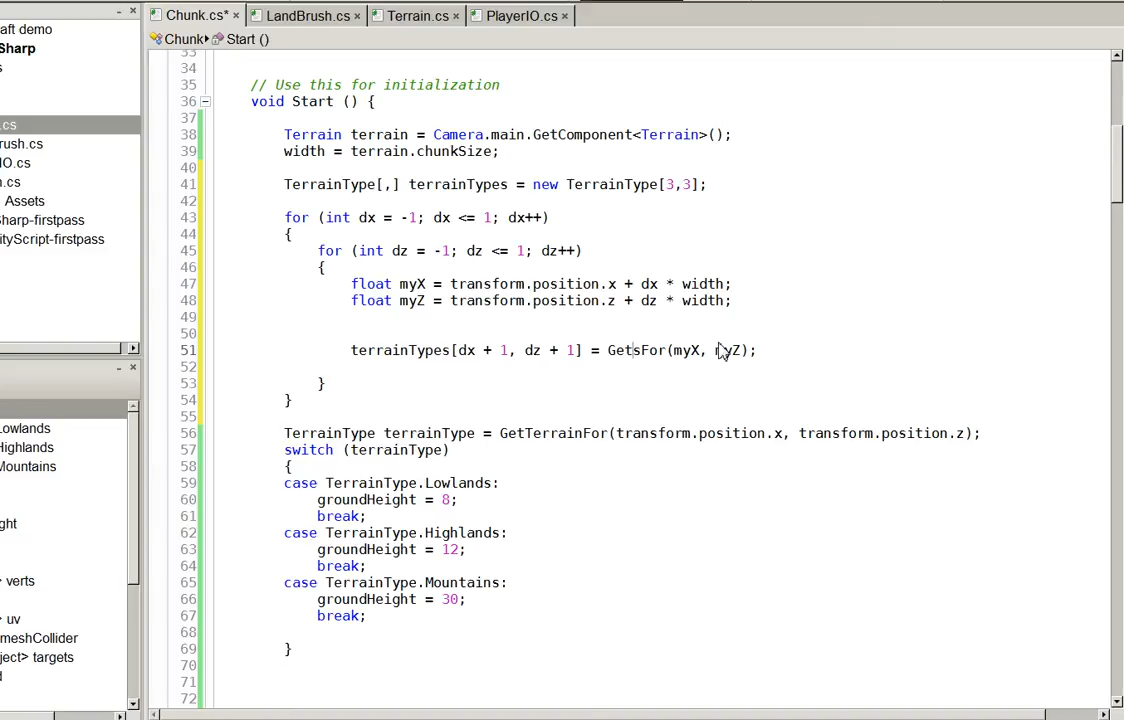 Chunk.cs* × LandBrush.cs × Terrain.cs × PlayerIO.cs ×
Chunk Start ()
aft demo
Sharp
s
.cs
rush.cs
IO.cs
n.cs
Assets
Sharp-firstpass
ityScript-firstpass
Lowlands
Highlands
Mountains
ght
> verts
> uv
meshCollider
ject> targets
d
33
34
35 // Use this for initialization
36 void Start () {
37
38 Terrain terrain = Camera.main.GetComponent<Terrain>();
39 width = terrain.chunkSize;
40
41 TerrainType[,] terrainTypes = new TerrainType[3,3];
42
43 for (int dx = -1; dx <= 1; dx++)
44 {
45 for (int dz = -1; dz <= 1; dz++)
46 {
47 float myX = transform.position.x + dx * width;
48 float myZ = transform.position.z + dz * width;
49
50
51 terrainTypes[dx + 1, dz + 1] = GetsFor(myX, myZ);
52
53 }
54 }
55
56 TerrainType terrainType = GetTerrainFor(transform.position.x, transform.position.z);
57 switch (terrainType)
58 {
59 case TerrainType.Lowlands:
60 groundHeight = 8;
61 break;
62 case TerrainType.Highlands:
63 groundHeight = 12;
64 break;
65 case TerrainType.Mountains:
66 groundHeight = 30;
67 break;
68
69 }
70
71
72